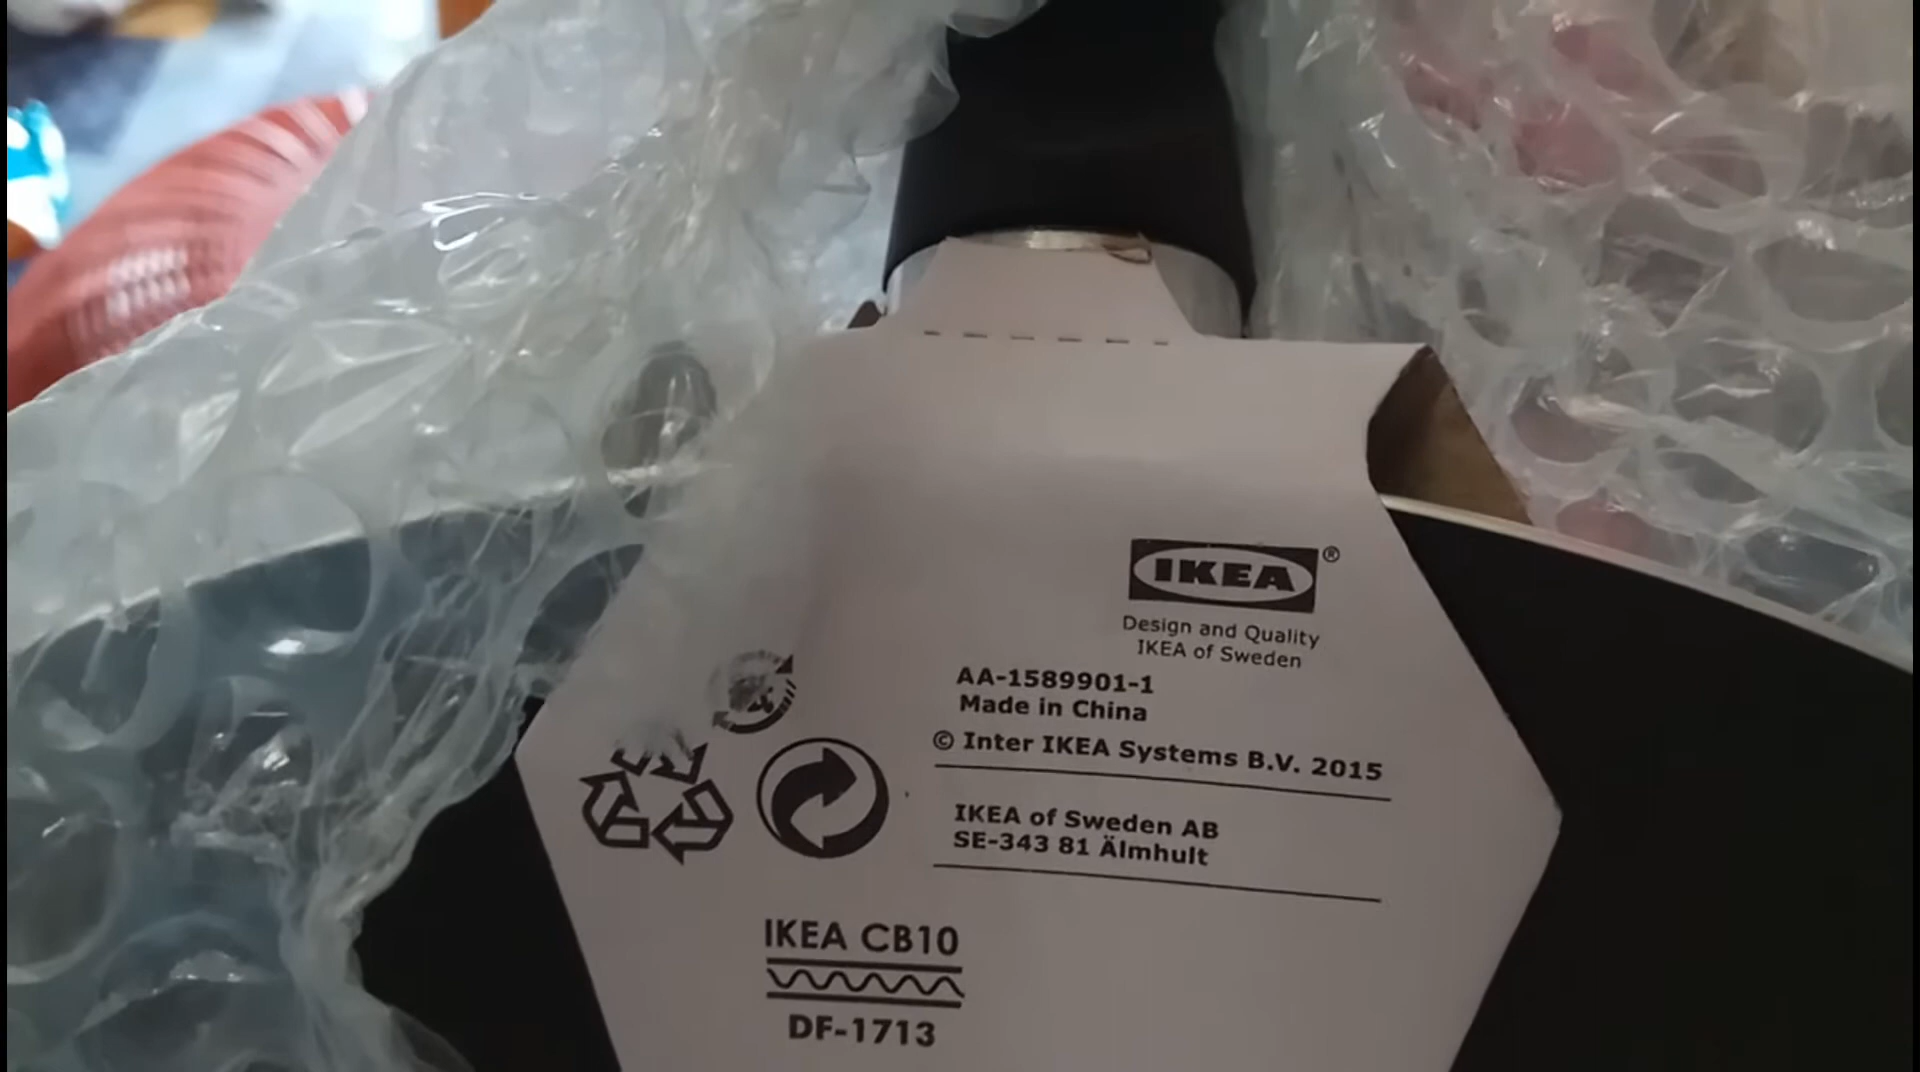 IKEA®
Design and Quality
IKEA of Sweden
AA-1589901-1
Made in China
© Inter IKEA Systems B.V. 2015
IKEA of Sweden AB
SE-343 81 Älmhult
IKEA CB10
DF-1713